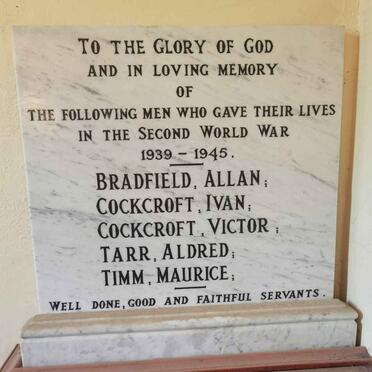 To the Glory of God
and in loving memory
of
the following men who gave their lives
in the Second World War
1939 – 1945.
Bradfield, Allan;
Cockcroft, Ivan;
Cockcroft, Victor;
Tarr, Aldred;
Timm, Maurice;
Well done, good and faithful servants.